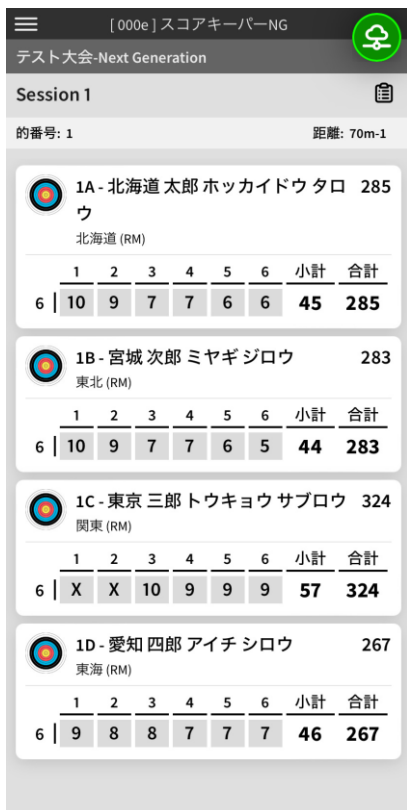 [ 000e ] スコアキーパーNG
テスト大会-Next Generation
Session 1
的番号: 1 距離: 70m-1
1A - 北海道 太郎 ホッカイドウ タロ 285
ウ
北海道 (RM)
1 2 3 4 5 6 小計 合計
6 10 9 7 7 6 6 45 285
1B - 宮城 次郎 ミヤギ ジロウ 283
東北 (RM)
1 2 3 4 5 6 小計 合計
6 10 9 7 7 6 5 44 283
1C - 東京 三郎 トウキョウ サブロウ 324
関東 (RM)
1 2 3 4 5 6 小計 合計
6 X X 10 9 9 9 57 324
1D - 愛知 四郎 アイチ シロウ 267
東海 (RM)
1 2 3 4 5 6 小計 合計
6 9 8 8 7 7 7 46 267